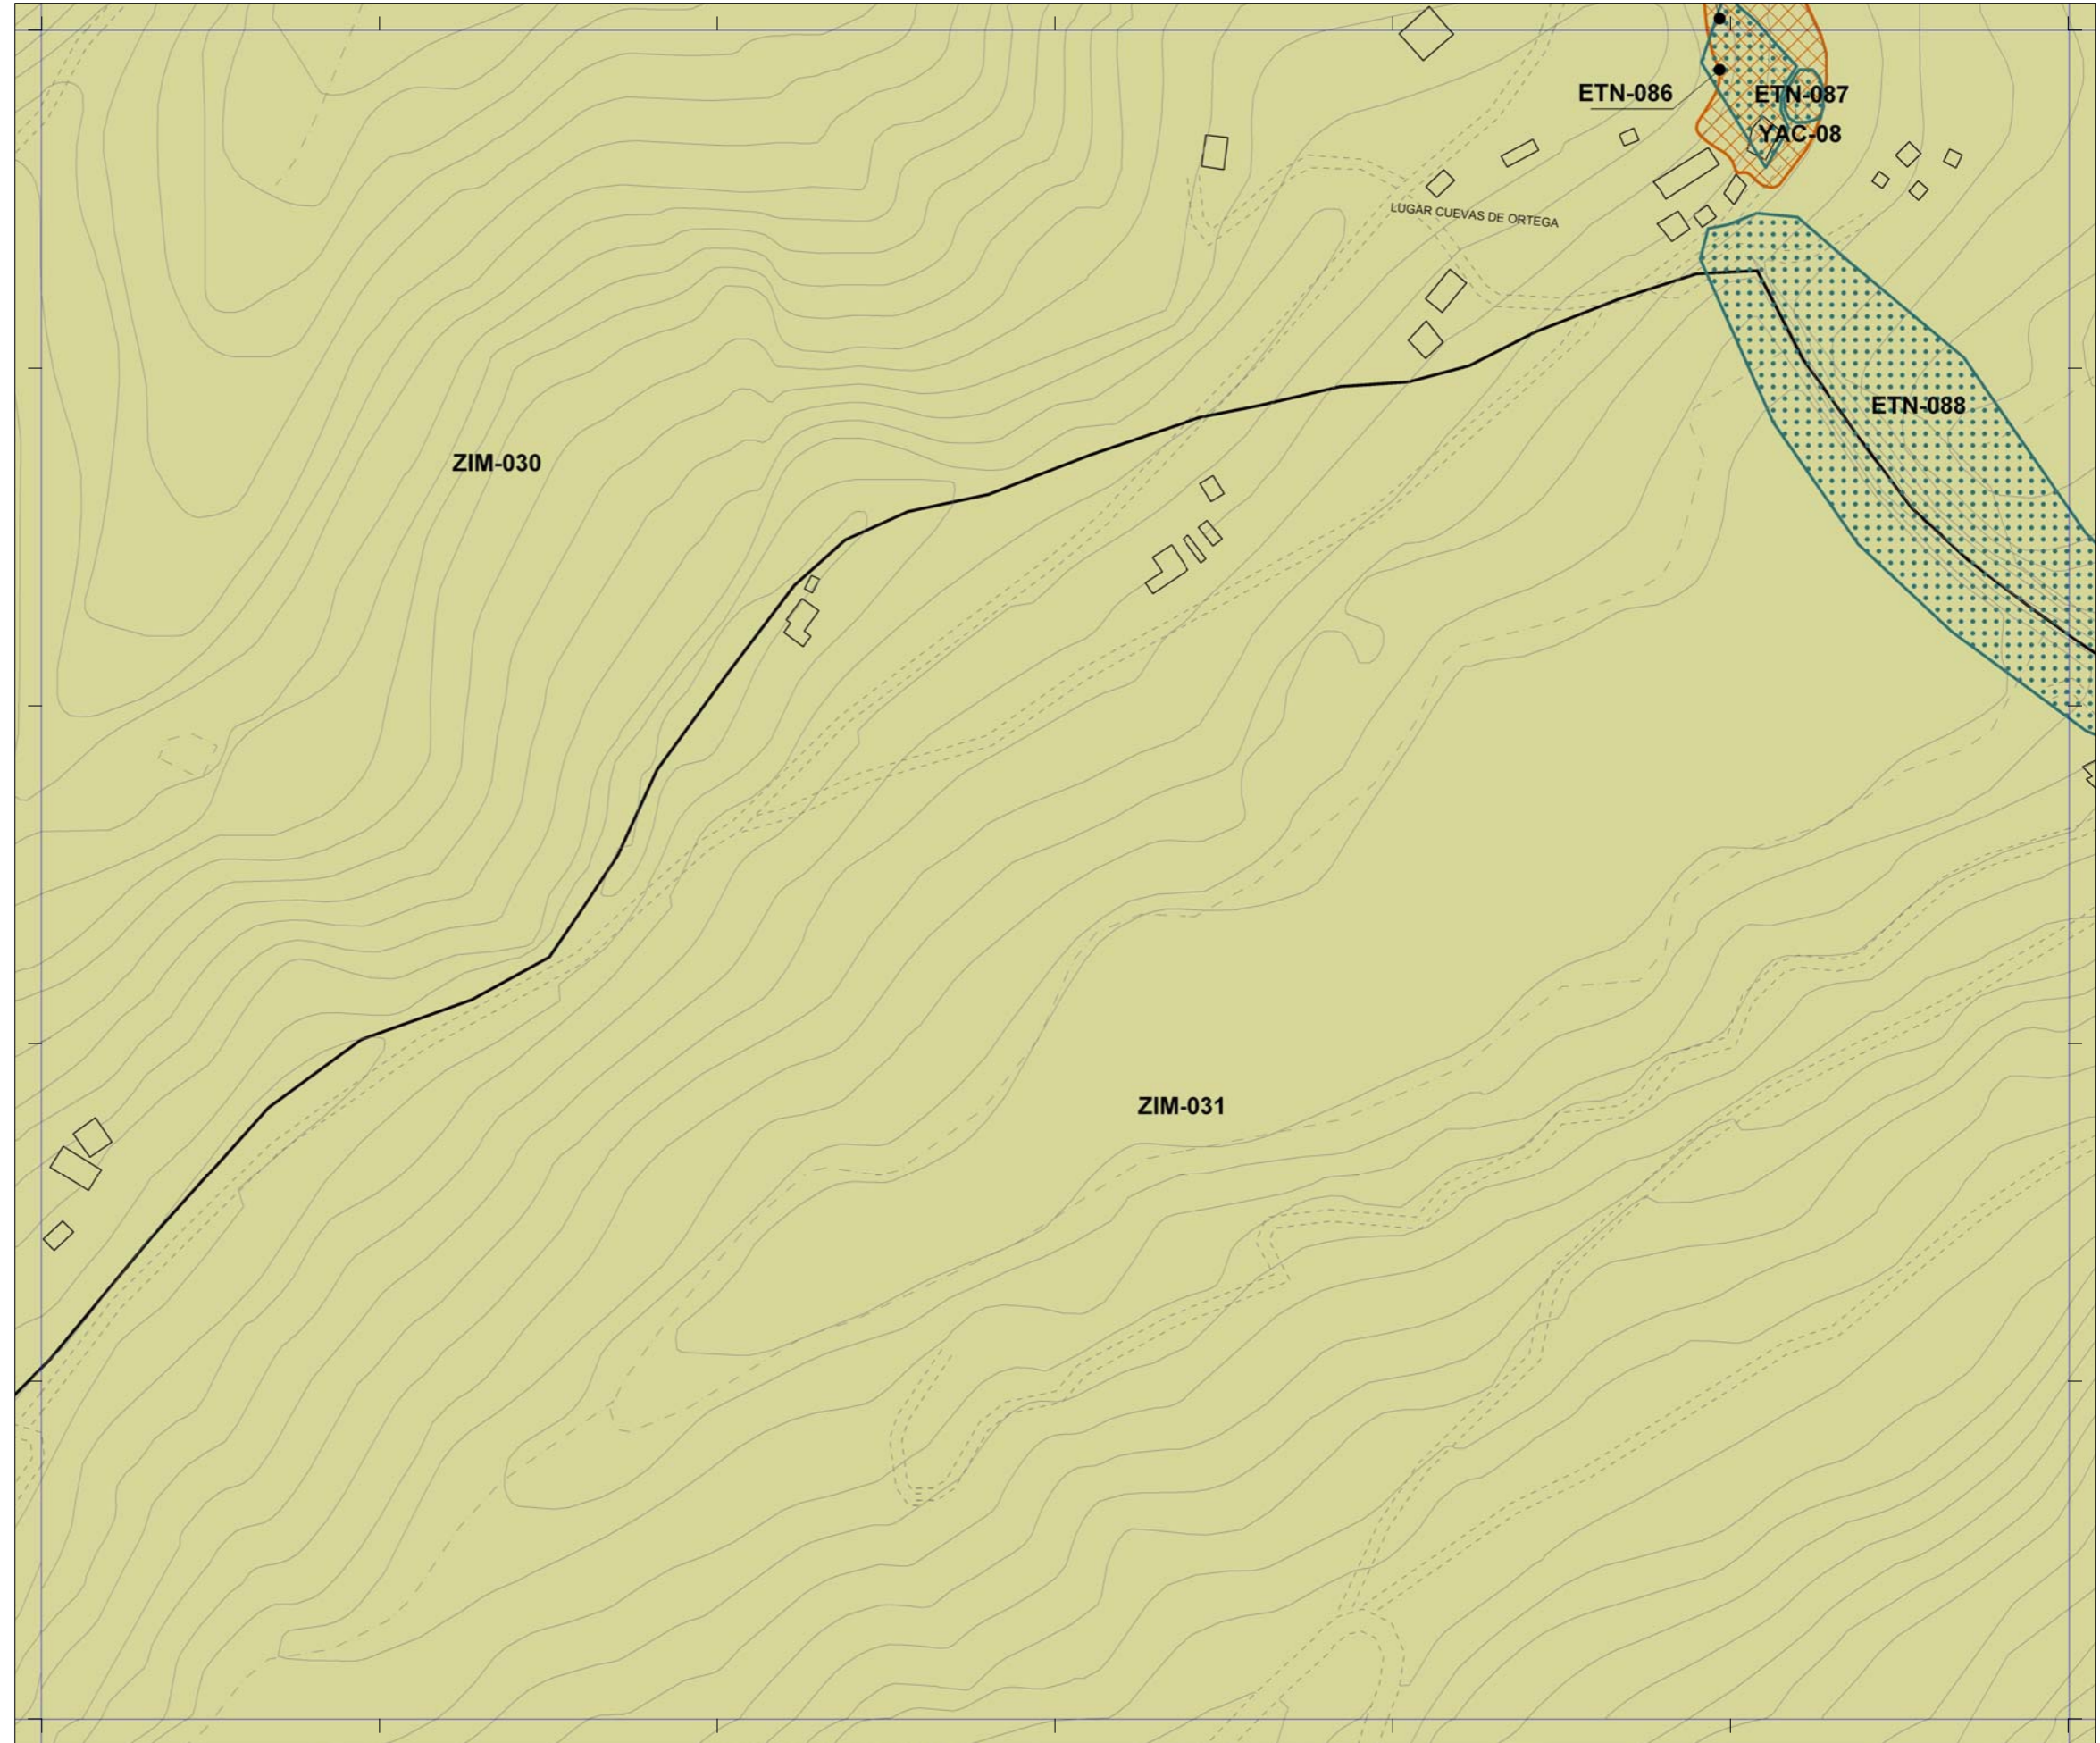 ETN-086
ETN-087
YAC-08
LUGAR CUEVAS DE ORTEGA
ETN-088
ZIM-030
ZIM-031